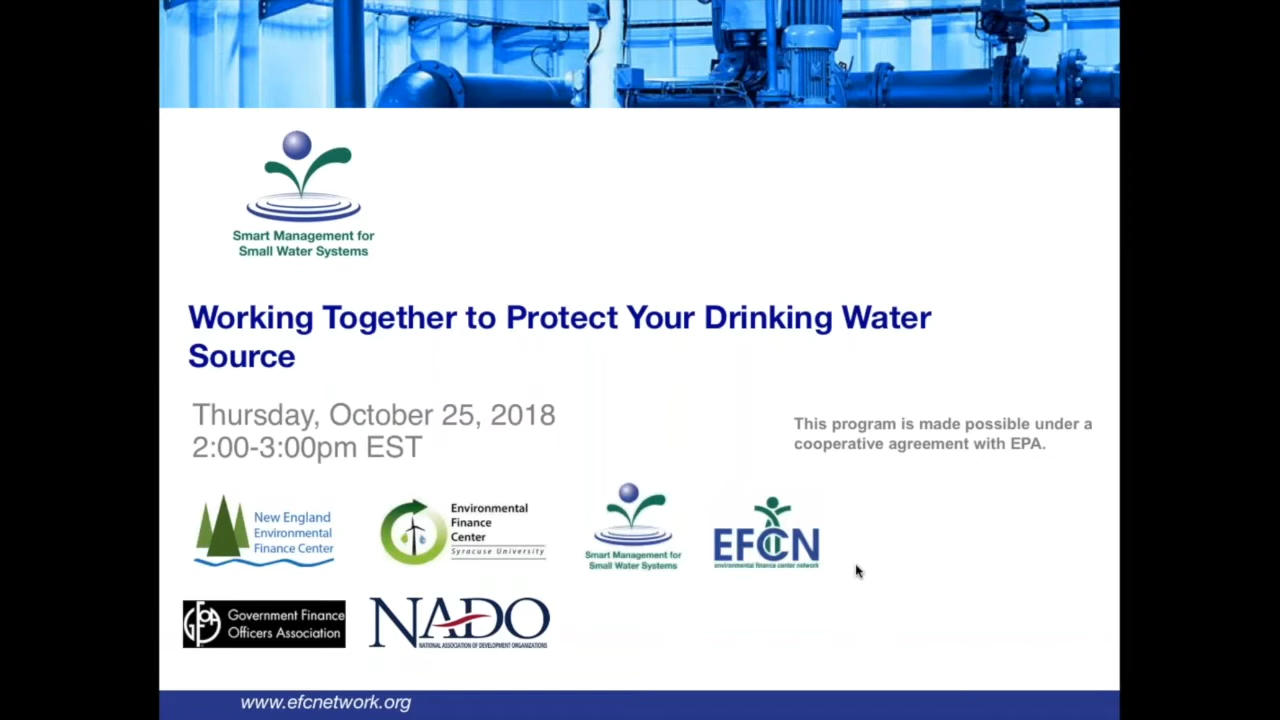 Smart Management for
Small Water Systems
Working Together to Protect Your Drinking Water
Source
Thursday, October 25, 2018
2:00-3:00pm EST
This program is made possible under a
cooperative agreement with EPA.
New England
Environmental
Finance Center
Environmental
Finance
Center
Syracuse University
Smart Management for
Small Water Systems
EFCN
environmental finance center network
GFOA
Government Finance
Officers Association
NADO
NATIONAL ASSOCIATION OF DEVELOPMENT ORGANIZATIONS
www.efcnetwork.org